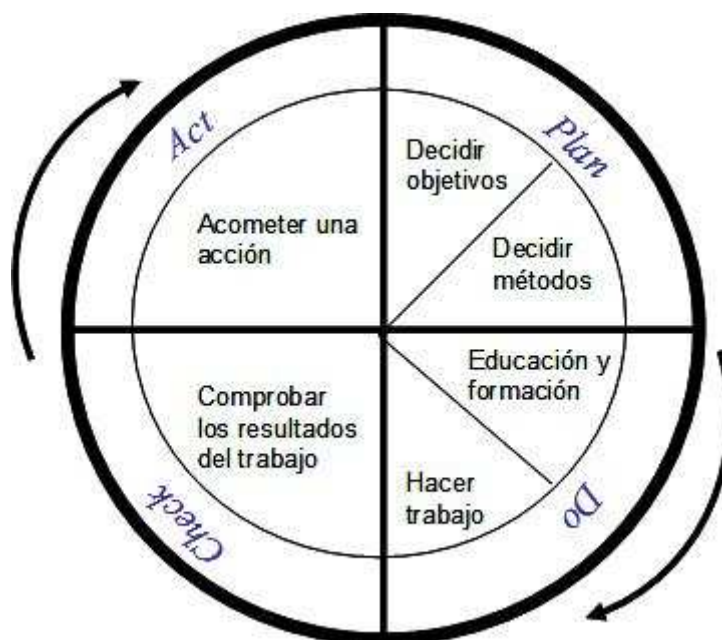 Act
Plan
Decidir
objetivos
Acometer una
acción
Decidir
métodos
Educación y
formación
Comprobar
los resultados
del trabajo
Hacer
trabajo
Check
Do